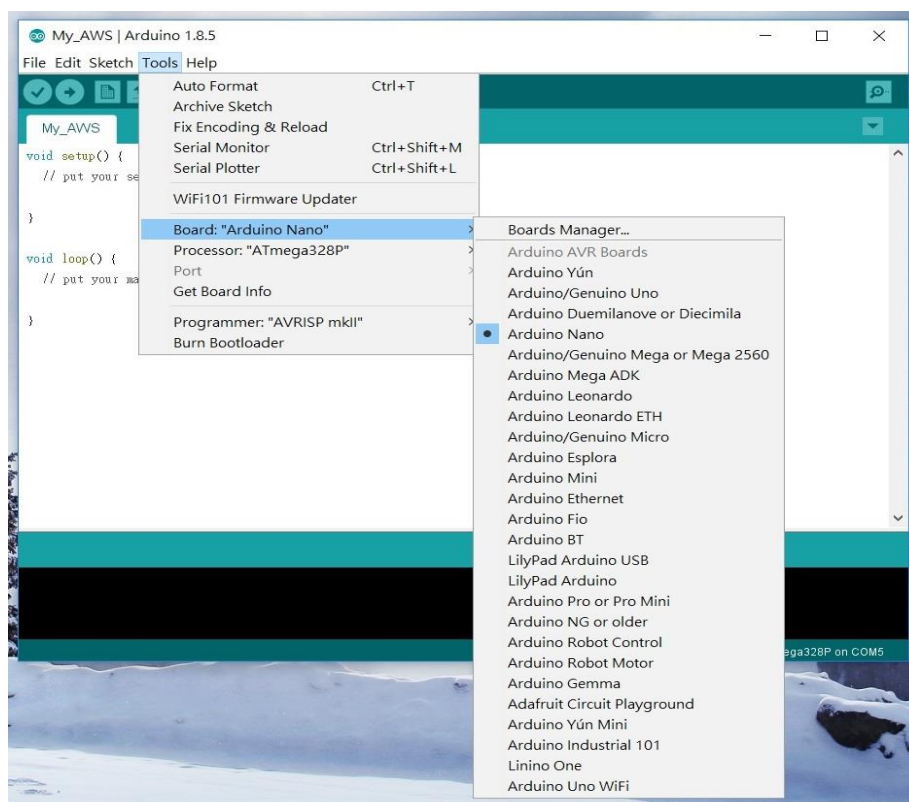 My_AWS | Arduino 1.8.5
File Edit Sketch Tools Help
My_AWS
void setup() {
// put your se
}
void loop() {
// put your ma
}
Auto Format Ctrl+T
Archive Sketch
Fix Encoding & Reload
Serial Monitor Ctrl+Shift+M
Serial Plotter Ctrl+Shift+L
WiFi101 Firmware Updater
Board: "Arduino Nano"
Processor: "ATmega328P"
Port
Get Board Info
Programmer: "AVRISP mkII"
Burn Bootloader
Boards Manager...
Arduino AVR Boards
Arduino Yún
Arduino/Genuino Uno
Arduino Duemilanove or Diecimila
Arduino Nano
Arduino/Genuino Mega or Mega 2560
Arduino Mega ADK
Arduino Leonardo
Arduino Leonardo ETH
Arduino/Genuino Micro
Arduino Esplora
Arduino Mini
Arduino Ethernet
Arduino Fio
Arduino BT
LilyPad Arduino USB
LilyPad Arduino
Arduino Pro or Pro Mini
Arduino NG or older
Arduino Robot Control
Arduino Robot Motor
Arduino Gemma
Adafruit Circuit Playground
Arduino Yún Mini
Arduino Industrial 101
Linino One
Arduino Uno WiFi
ega328P on COM5